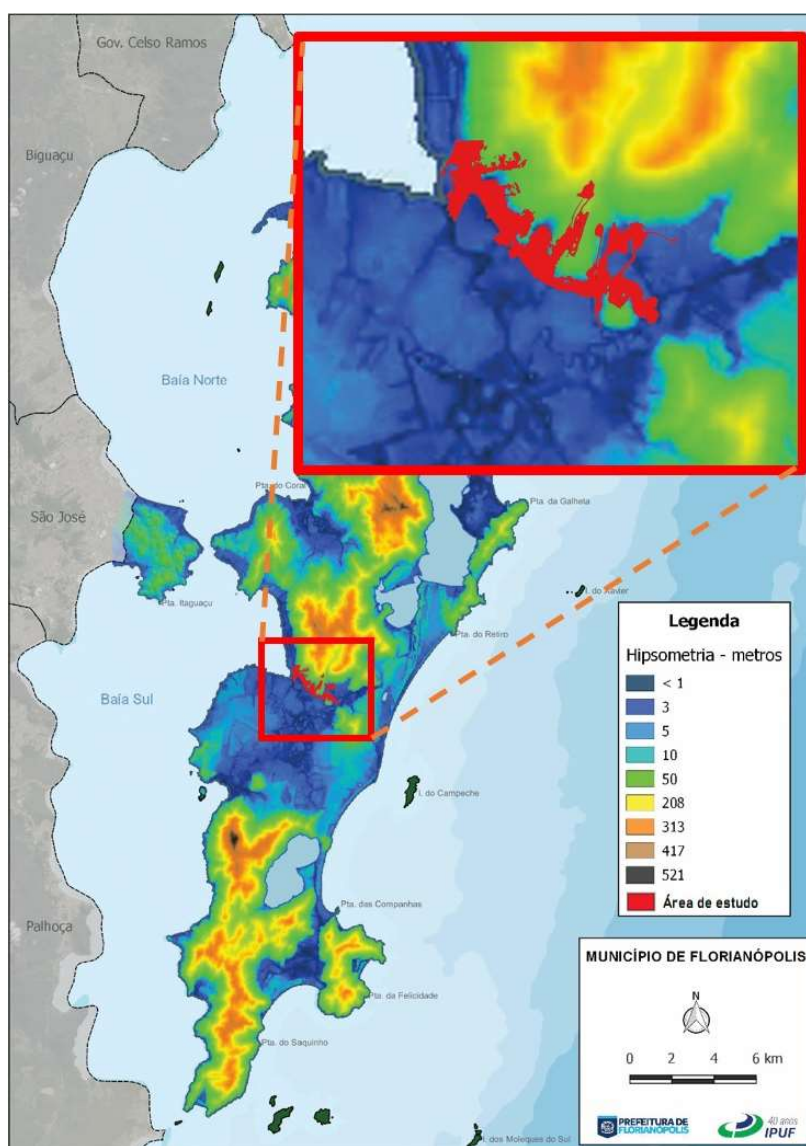 Gov. Celso Ramos
Biguaçu
Baía Norte
Pta. do Coral
Pta. da Galheta
São José
Pta. Itaguaçu
I. do Xavier
Pta. do Retiro
Baía Sul
I. do Campeche
Pta. das Companhas
Palhoça
Pta. da Felicidade
Pta. do Saquinho
I. dos Moleques do Sul
Legenda
Hipsometria - metros
< 1
3
5
10
50
208
313
417
521
Área de estudo
MUNICÍPIO DE FLORIANÓPOLIS
N
0 2 4 6 km
PREFEITURA DE
FLORIANÓPOLIS
40 anos
IPUF